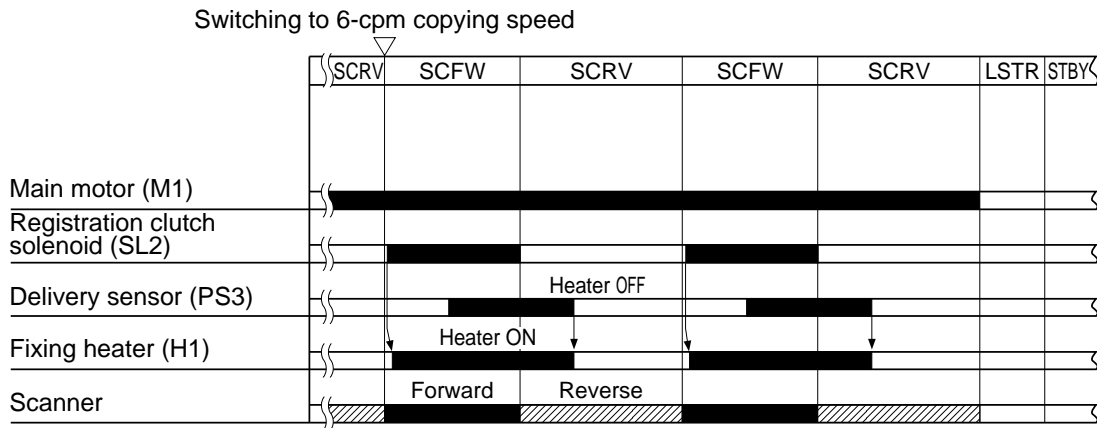 Switching to 6-cpm copying speed
SCRV SCFW SCRV SCFW SCRV LSTR STBY
Main motor (M1)
Registration clutch
solenoid (SL2)
Heater OFF
Delivery sensor (PS3)
Heater ON
Fixing heater (H1)
Forward Reverse
Scanner